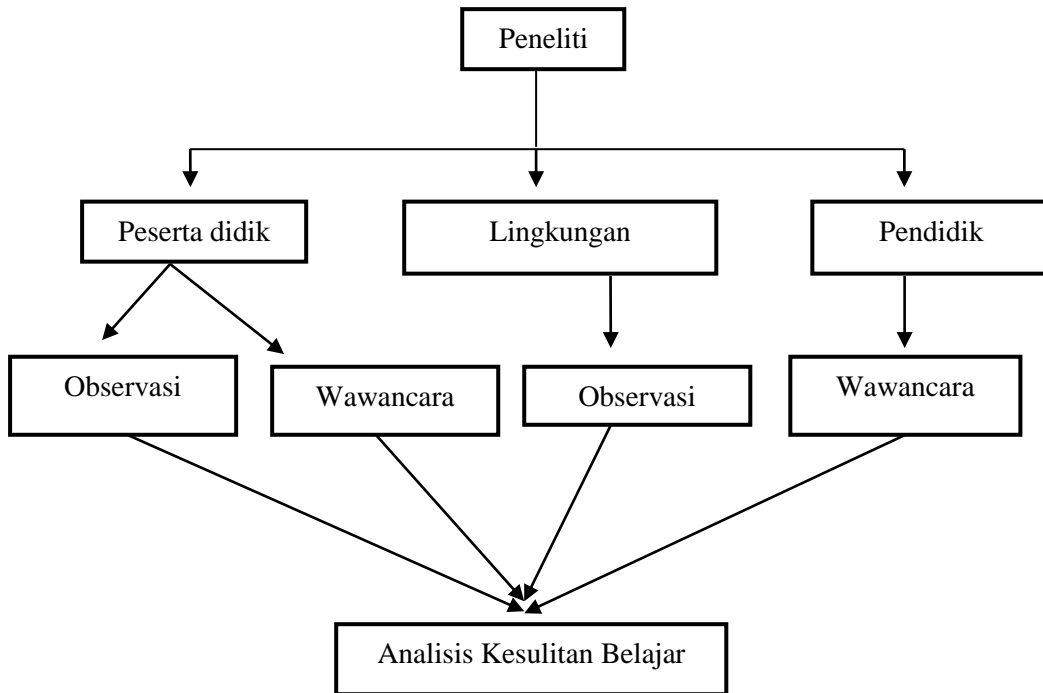 Peneliti
Peserta didik
Lingkungan
Pendidik
Observasi
Wawancara
Observasi
Wawancara
Analisis Kesulitan Belajar